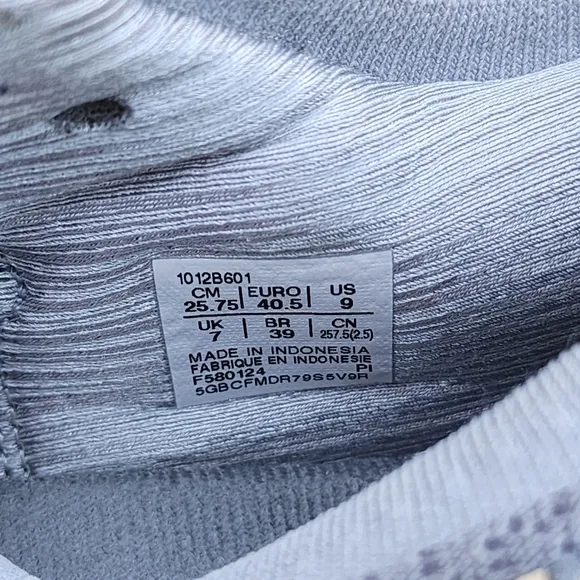 1012B601
CM EURO US
25.75 40.5 9
UK BR CN
7 39 257.5(2.5)
MADE IN INDONESIA
FABRIQUE EN INDONESIE
F580124 PI
5GBCFMDR79S5V9R